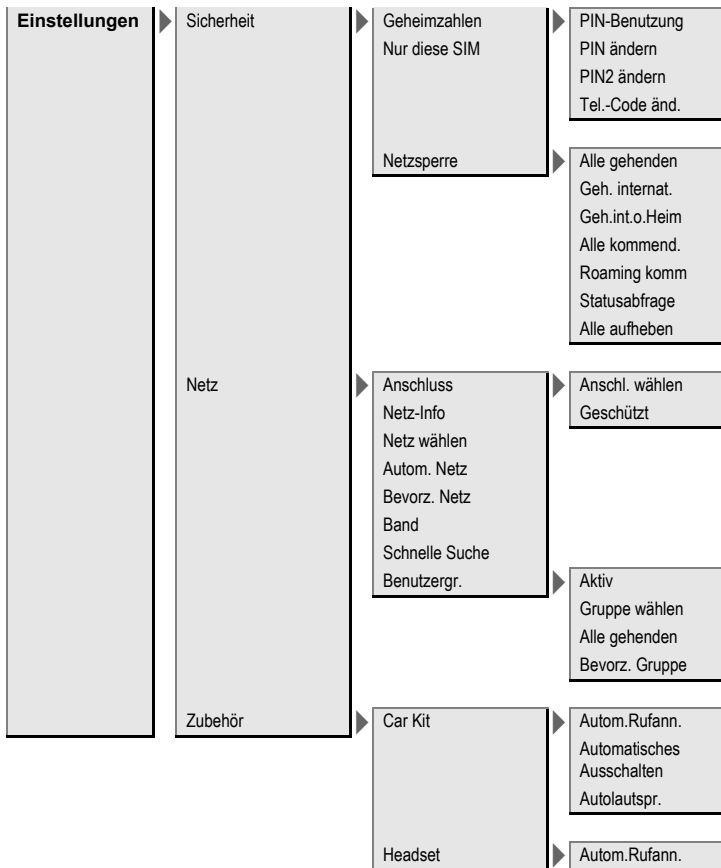 Einstellungen
Sicherheit
Geheimzahlen
PIN-Benutzung
Nur diese SIM
PIN ändern
PIN2 ändern
Tel.-Code änd.
Netzsperre
Alle gehenden
Geh. internat.
Geh.int.o.Heim
Alle kommend.
Roaming komm
Statusabfrage
Alle aufheben
Netz
Anschluss
Anschl. wählen
Netz-Info
Geschützt
Netz wählen
Autom. Netz
Bevorz. Netz
Band
Schnelle Suche
Benutzergr.
Aktiv
Gruppe wählen
Alle gehenden
Bevorz. Gruppe
Zubehör
Car Kit
Autom.Rufann.
Automatisches
Ausschalten
Autolautspr.
Headset
Autom.Rufann.